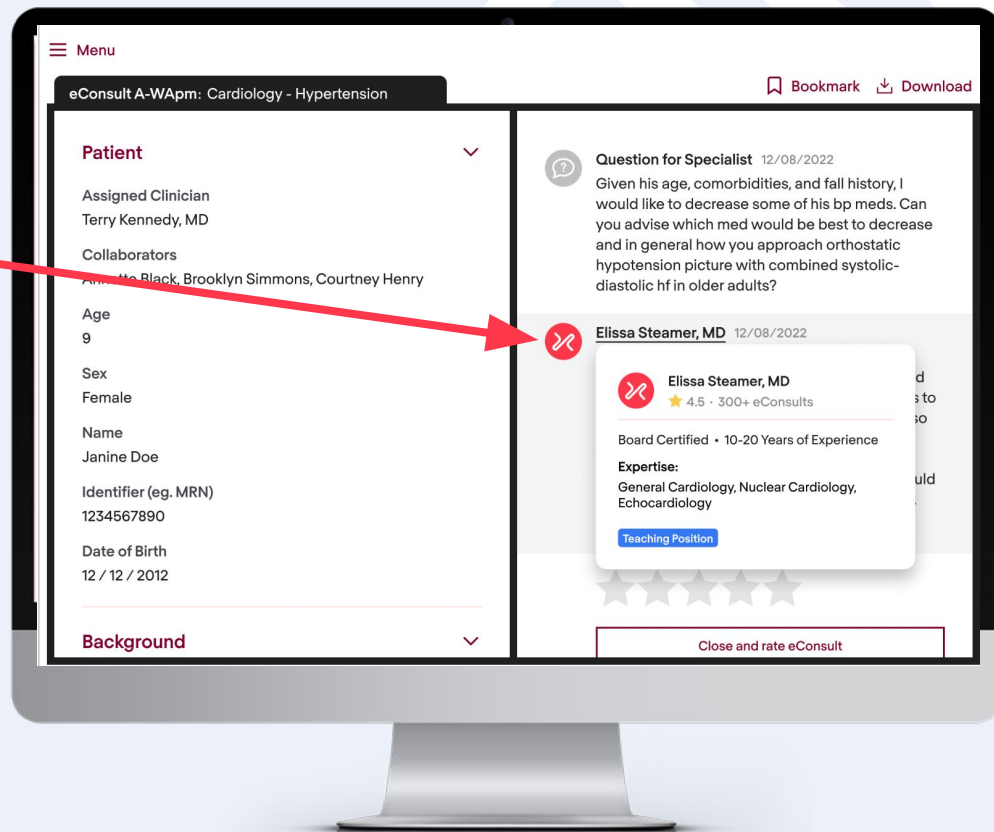 Menu
eConsult A-WApm: Cardiology - Hypertension
Bookmark
Download
Patient
Assigned Clinician
Terry Kennedy, MD
Collaborators
Black, Brooklyn Simmons, Courtney Henry
Age
9
Sex
Female
Name
Janine Doe
Identifier (eg. MRN)
1234567890
Date of Birth
12 / 12 / 2012
Background
Question for Specialist 12/08/2022
Given his age, comorbidities, and fall history, I
would like to decrease some of his bp meds. Can
you advise which med would be best to decrease
and in general how you approach orthostatic
hypotension picture with combined systolic-
diastolic hf in older adults?
Elissa Steamer, MD 12/08/2022
Elissa Steamer, MD
4.5 · 300+ eConsults
Board Certified • 10-20 Years of Experience
Expertise:
General Cardiology, Nuclear Cardiology,
Echocardiology
Teaching Position
Close and rate eConsult